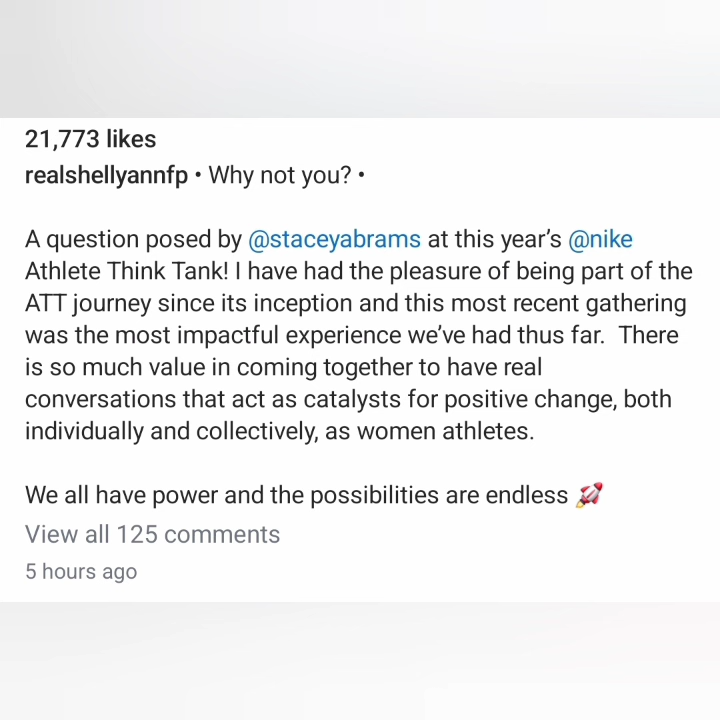 21,773 likes
realshellyannfp • Why not you? •
A question posed by @staceyabrams at this year’s @nike
Athlete Think Tank! I have had the pleasure of being part of the
ATT journey since its inception and this most recent gathering
was the most impactful experience we’ve had thus far.  There
is so much value in coming together to have real
conversations that act as catalysts for positive change, both
individually and collectively, as women athletes.
We all have power and the possibilities are endless 🚀
View all 125 comments
5 hours ago